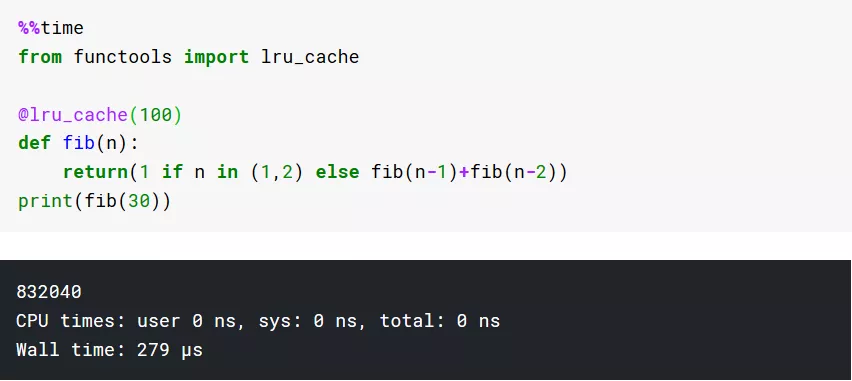 %%time
from functools import lru_cache
@lru_cache(100)
def fib(n):
    return(1 if n in (1,2) else fib(n-1)+fib(n-2))
print(fib(30))
832040
CPU times: user 0 ns, sys: 0 ns, total: 0 ns
Wall time: 279 µs